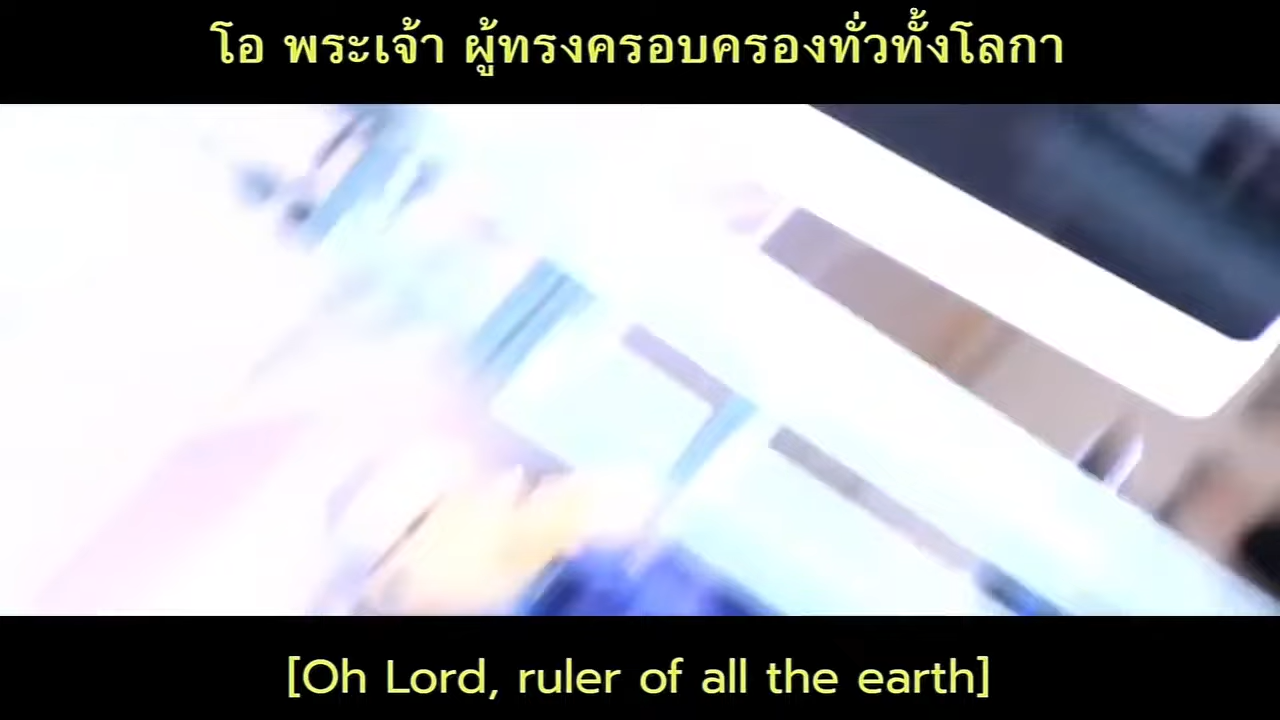 โอ พระเจ้า ผู้ทรงครอบครองทั่วทั้งโลกา
[Oh Lord, ruler of all the earth]